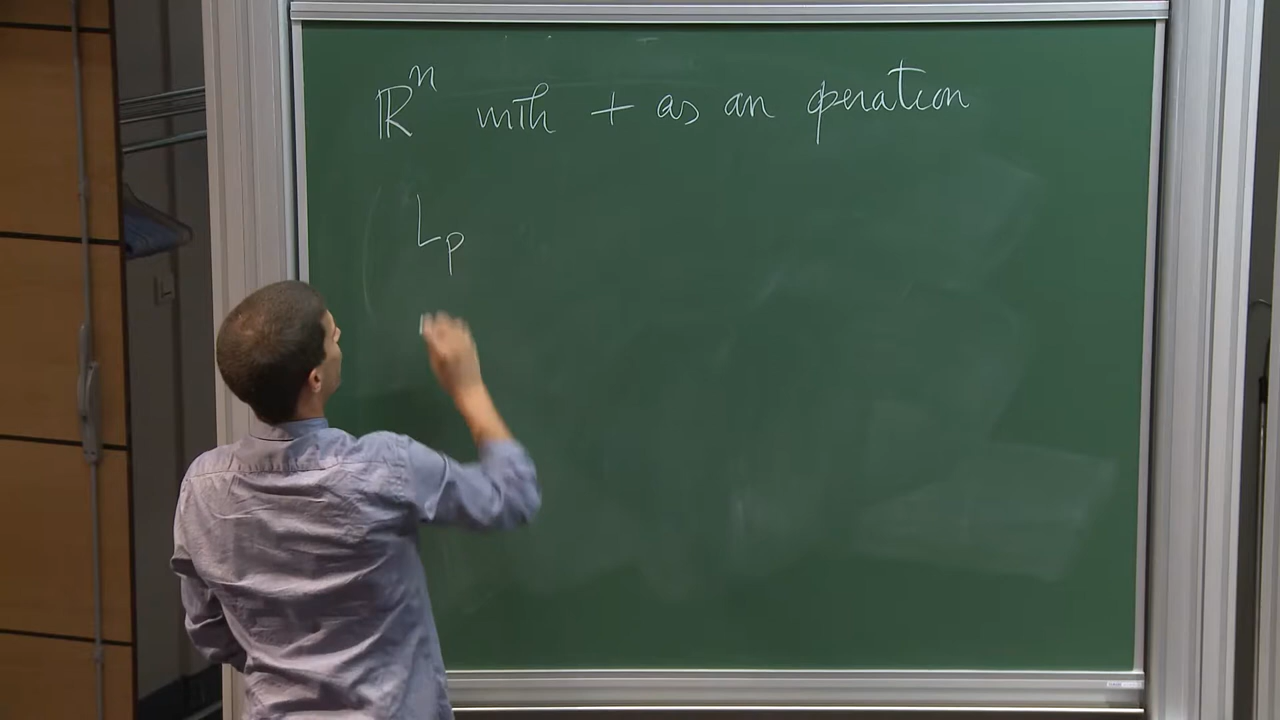 ℝⁿ with + as an operation
L_p